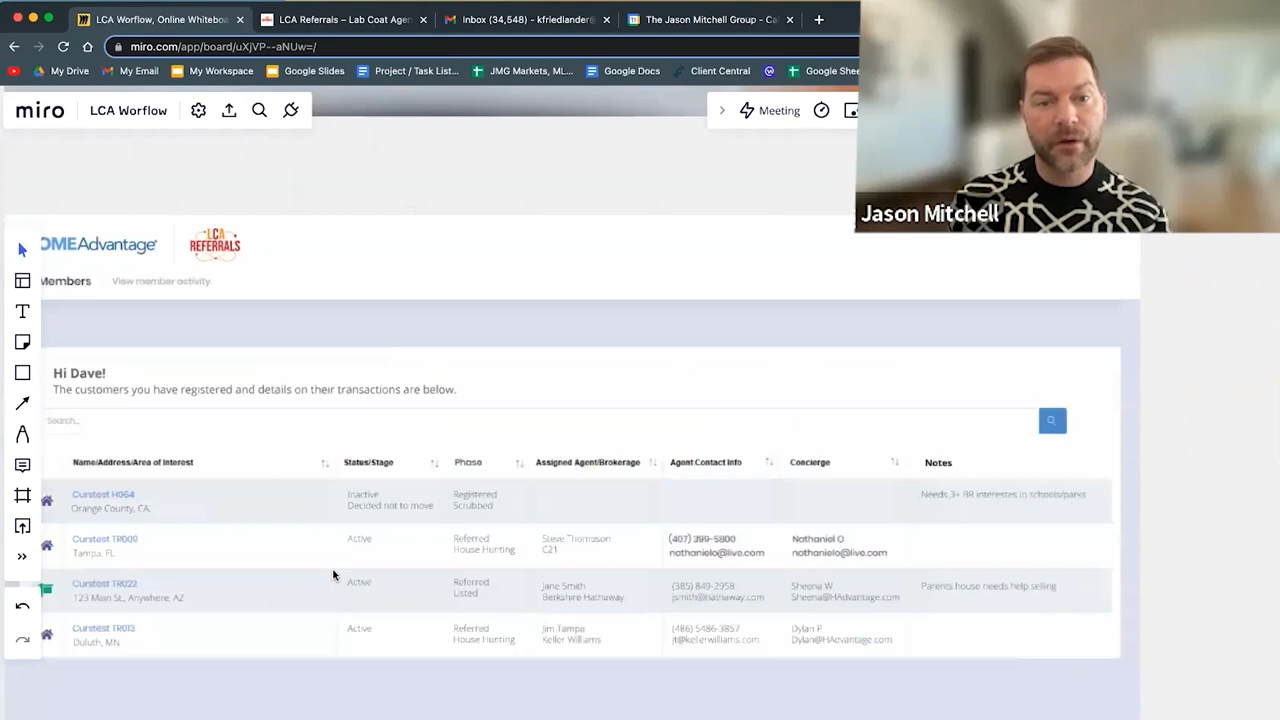 LCA Worflow, Online Whiteboa
LCA Referrals – Lab Coat Agen
Inbox (34,548) - kfriedlander@
The Jason Mitchell Group - Ca
miro.com/app/board/uXjVP--aNUw=/
My Drive
My Email
My Workspace
Google Slides
Project / Task List...
JMG Markets, ML...
Google Docs
Client Central
Google Shee
miro
LCA Worflow
Meeting
Jason Mitchell
OMEAdvantage
LCA
REFERRALS
Members
View member activity.
Hi Dave!
The customers you have registered and details on their transactions are below.
Search...
Name/Address/Area of Interest
Status/Stage
Phase
Assigned Agent/Brokerage
Agent Contact Info
Concierge
Notes
Curstest H064
Orange County, CA,
Inactive
Decided not to move
Registered
Scrubbed
Needs 3+ BR interestes in schools/parks
Curstest TR009
Tampa, FL
Active
Referred
House Hunting
Steve Thomason
C21
(407) 399-5800
nathanielo@live.com
Nathaniel O
nathanielo@live.com
Curstest TR022
123 Main St., Anywhere, AZ
Active
Referred
Listed
Jane Smith
Berkshire Hathaway
(385) 849-2958
jsmith@hathaway.com
Sheena W
Sheena@HAdvantage.com
Parents house needs help selling
Curstest TR013
Duluth, MN
Active
Referred
House Hunting
Jim Tampa
Keller Williams
(486) 5486-3857
jt@kellerwilliams.com
Dylan P
Dylan@HAdvantage.com